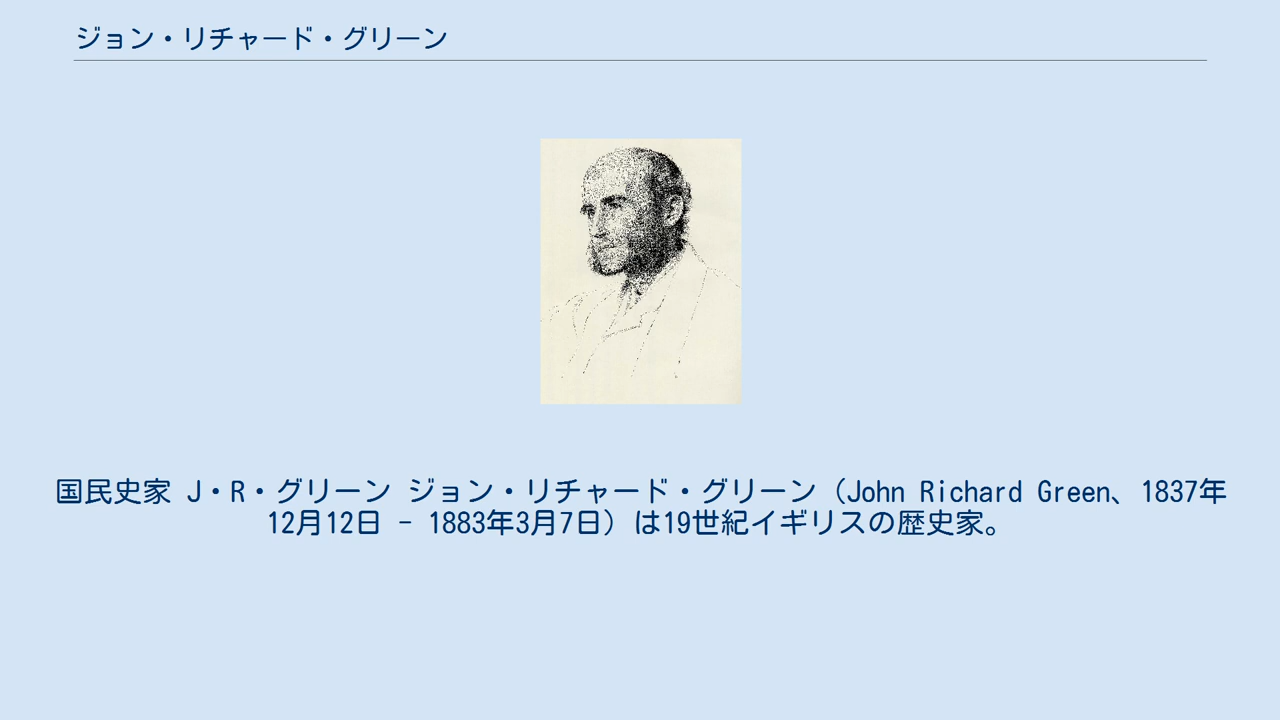 ジョン・リチャード・グリーン
国民史家 J・R・グリーン ジョン・リチャード・グリーン（John Richard Green、1837年
12月12日 - 1883年3月7日）は19世紀イギリスの歴史家。